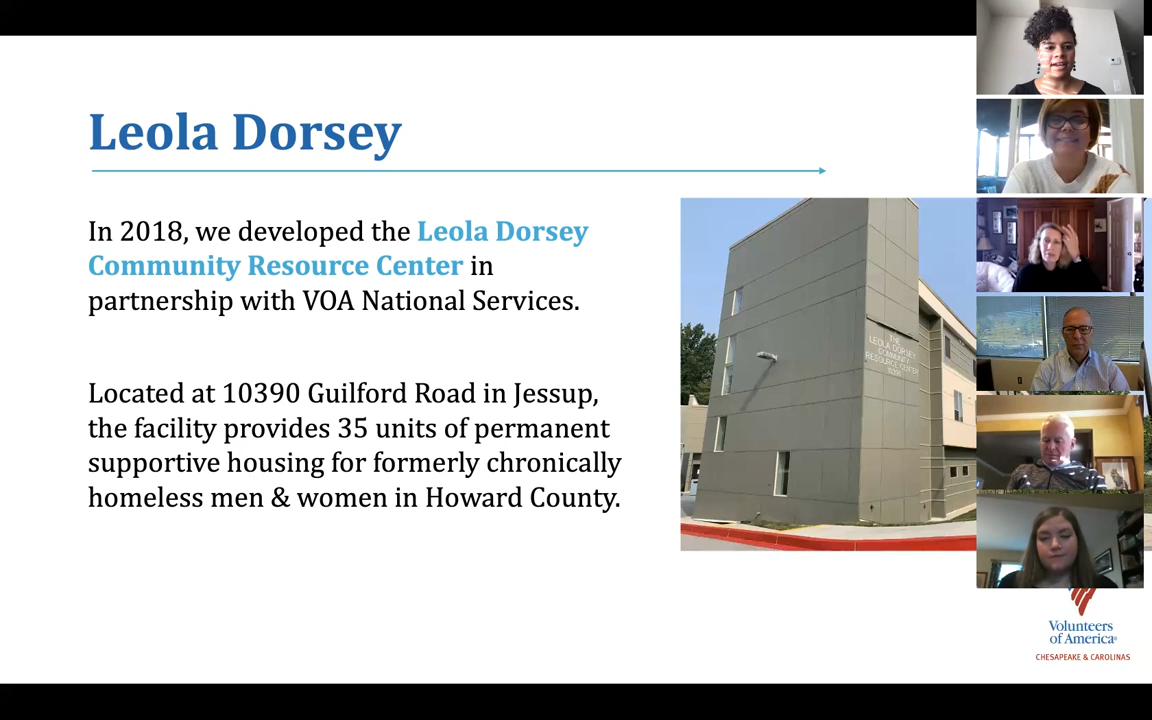 Leola Dorsey
In 2018, we developed the Leola Dorsey
Community Resource Center in
partnership with VOA National Services.
Located at 10390 Guilford Road in Jessup,
the facility provides 35 units of permanent
supportive housing for formerly chronically
homeless men & women in Howard County.
THE
LEOLA DORSEY
COMMUNITY
RESOURCE CENTER
10390
Volunteers
of America®
CHESAPEAKE & CAROLINAS